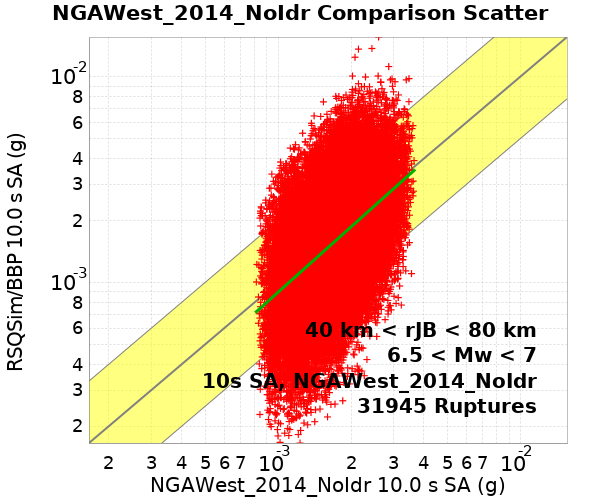 NGAWest_2014_NoIdr Comparison Scatter
10-2
8
6
4
3
2
10-3
8
6
4
3
2
RSQSim/BBP 10.0 s SA (g)
40 km < rJB < 80 km
6.5 < Mw < 7
10s SA, NGAWest_2014_NoIdr
31945 Ruptures
2 3 4 5 6 7 10-3 2 3 4 5 6 7 10-2
NGAWest_2014_NoIdr 10.0 s SA (g)